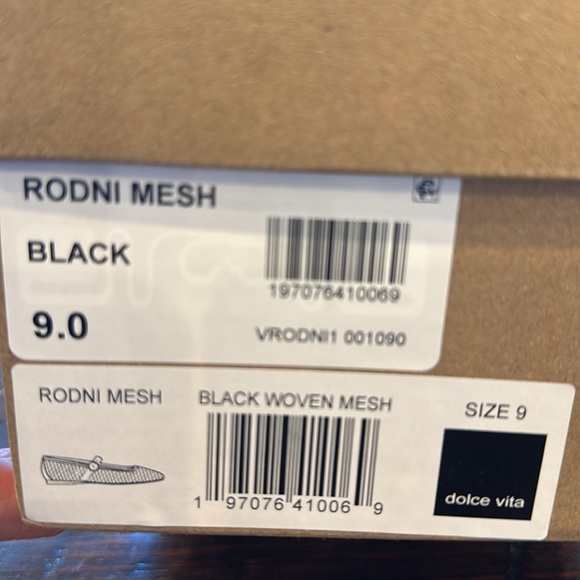 RODNI MESH
BLACK
197076410069
9.0
VRODNI1 001090
RODNI MESH
BLACK WOVEN MESH
SIZE 9
1 97076 41006 9
dolce vita